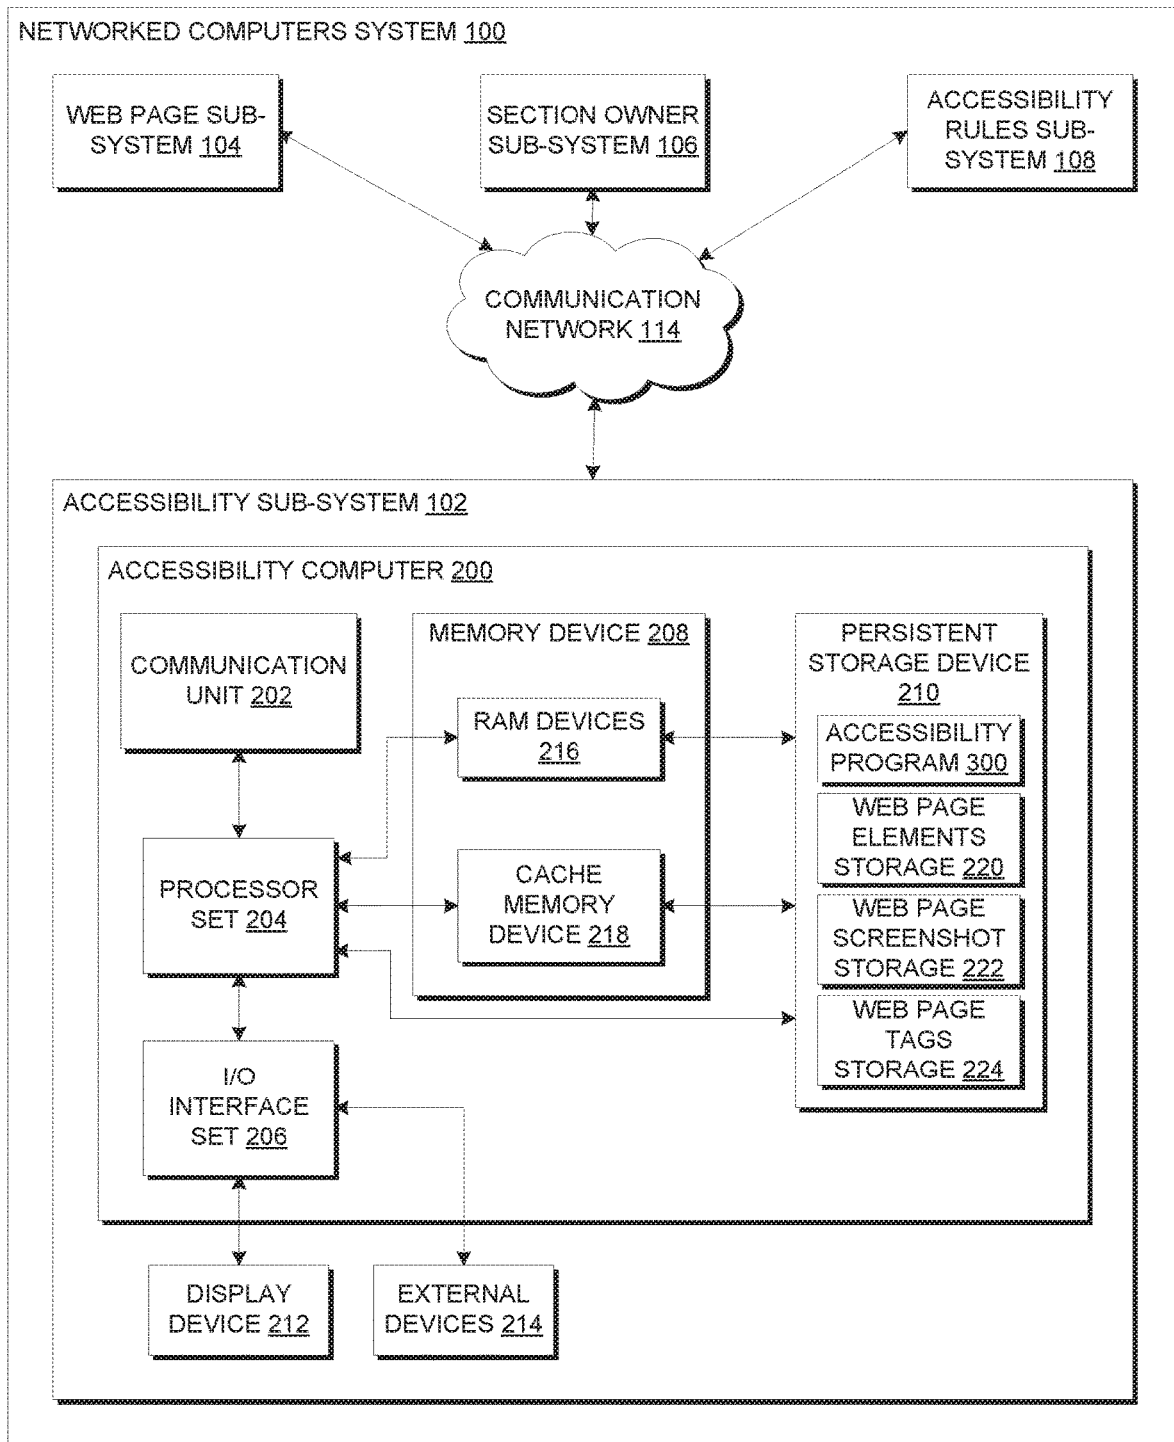 NETWORKED COMPUTERS SYSTEM 100
WEB PAGE SUB-
SYSTEM 104
SECTION OWNER
SUB-SYSTEM 106
ACCESSIBILITY
RULES SUB-
SYSTEM 108
COMMUNICATION
NETWORK 114
ACCESSIBILITY SUB-SYSTEM 102
ACCESSIBILITY COMPUTER 200
COMMUNICATION
UNIT 202
MEMORY DEVICE 208
RAM DEVICES
216
CACHE
MEMORY
DEVICE 218
PERSISTENT
STORAGE DEVICE
210
ACCESSIBILITY
PROGRAM 300
WEB PAGE
ELEMENTS
STORAGE 220
WEB PAGE
SCREENSHOT
STORAGE 222
WEB PAGE
TAGS
STORAGE 224
PROCESSOR
SET 204
I/O
INTERFACE
SET 206
DISPLAY
DEVICE 212
EXTERNAL
DEVICES 214